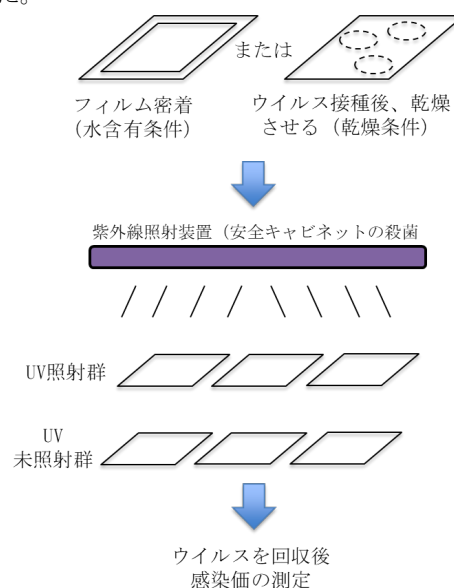 た。
または
フィルム密着
(水含有条件)
ウイルス接種後、乾燥
させる（乾燥条件）
紫外線照射装置（安全キャビネットの殺菌
UV照射群
UV
未照射群
ウイルスを回収後
感染価の測定